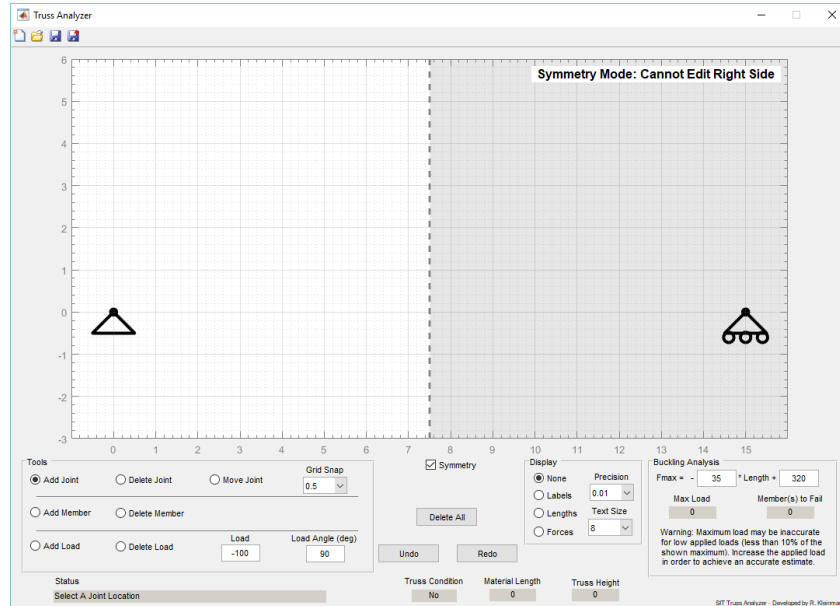 Truss Analyzer
6
Symmetry Mode: Cannot Edit Right Side
5
4
3
2
1
0
-1
-2
-3
0 1 2 3 4 5 6 7 8 9 10 11 12 13 14 15
Tools
Add Joint Delete Joint Move Joint
Grid Snap
0.5
Add Member Delete Member
Add Load Delete Load
Load Load Angle (deg)
-100 90
Symmetry
Delete All
Undo Redo
Display
None Labels Lengths Forces
Precision
0.01
Text Size
8
Buckling Analysis
Fmax = - 35 * Length + 320
Max Load Member(s) to Fail
0 0
Warning: Maximum load may be inaccurate
for low applied loads (less than 10% of the
shown maximum). Increase the applied load
in order to achieve an accurate estimate.
Status
Select A Joint Location
Truss Condition Material Length Truss Height
No 0 0
SIT Truss Analyzer - Developed by R. Kleinman